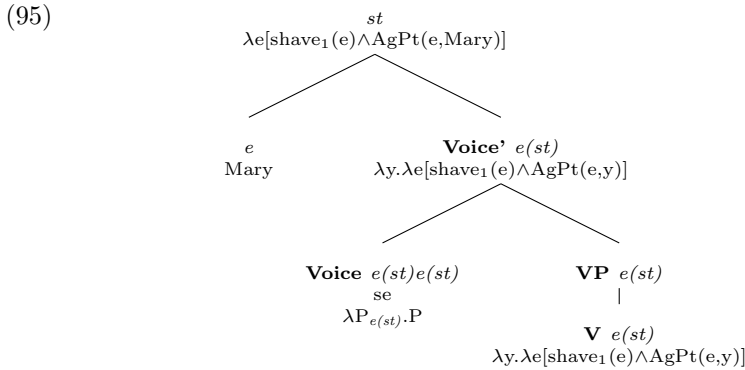 (95)
st
λe[shave₁(e)∧AgPt(e,Mary)]
e
Mary
Voice’ e(st)
λy.λe[shave₁(e)∧AgPt(e,y)]
Voice e(st)e(st)
se
λP_{e(st)}.P
VP e(st)
V e(st)
λy.λe[shave₁(e)∧AgPt(e,y)]